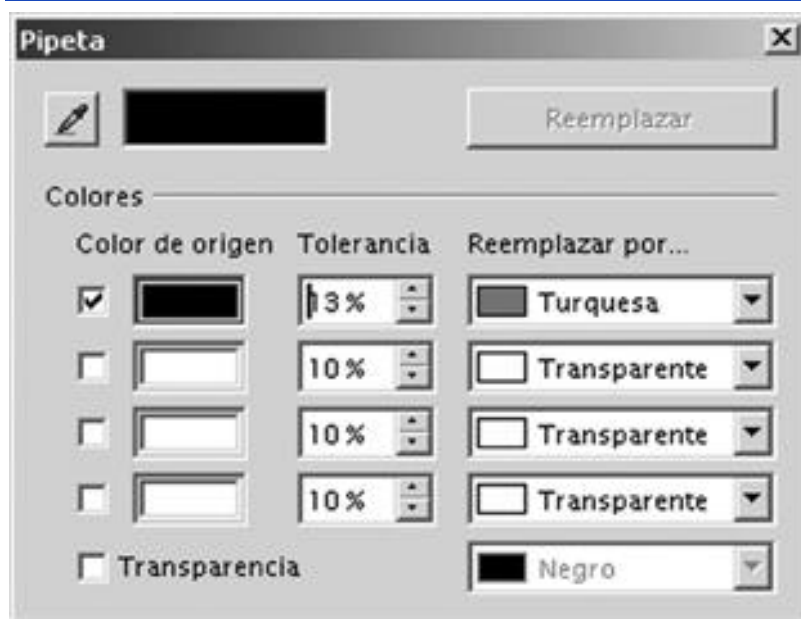 Pipeta
Reemplazar
Colores
Color de origen Tolerancia Reemplazar por...
13% Turquesa
10% Transparente
10% Transparente
10% Transparente
Transparencia Negro